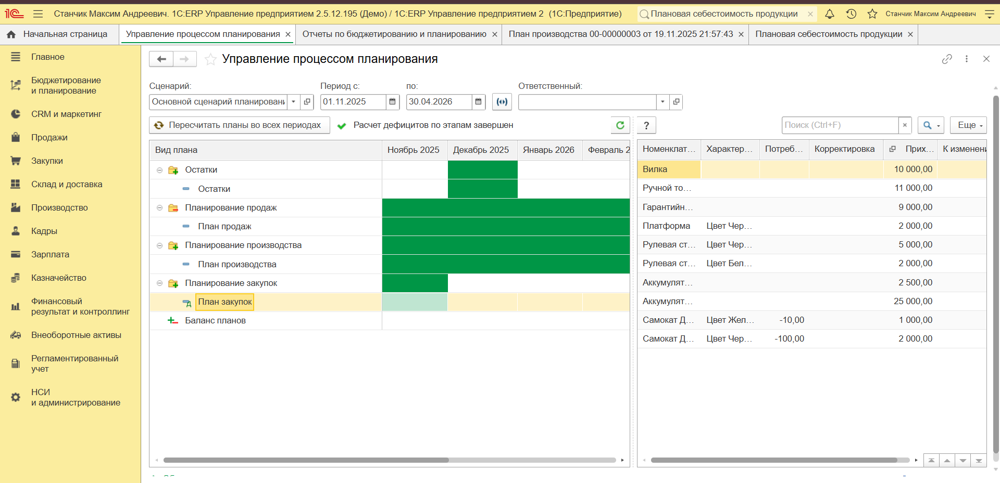 1С Станчик Максим Андреевич. 1С:ERP Управление предприятием 2.5.12.195 (Демо) / 1С:ERP Управление предприятием 2 (1С:Предприятие) Плановая себестоимость продукции Станчик Максим Андреевич
Начальная страница Управление процессом планирования Отчеты по бюджетированию и планированию План производства 00-00000003 от 19.11.2025 21:57:43 Плановая себестоимость продукции
Главное
Бюджетирование
и планирование
CRM и маркетинг
Продажи
Закупки
Склад и доставка
Производство
Кадры
Зарплата
Казначейство
Финансовый
результат и контроллинг
Внеоборотные активы
Регламентированный
учет
НСИ
и администрирование
Управление процессом планирования
Сценарий: Период с: по: Ответственный:
Основной сценарий планировани 01.11.2025 30.04.2026
Пересчитать планы во всех периодах Расчет дефицитов по этапам завершен ? Поиск (Ctrl+F) Еще
Вид плана Ноябрь 2025 Декабрь 2025 Январь 2026 Февраль 2
Остатки
Остатки
Планирование продаж
План продаж
Планирование производства
План производства
Планирование закупок
План закупок
Баланс планов
Номенклат... Характер... Потреб... Корректировка Прих... К изменени
Вилка 10 000,00
Ручной то... 11 000,00
Гарантийн... 9 000,00
Платформа Цвет Чер... 2 000,00
Рулевая ст... Цвет Чер... 5 000,00
Рулевая ст... Цвет Бел... 2 000,00
Аккумулят... 2 500,00
Аккумулят... 25 000,00
Самокат Д... Цвет Жел... -10,00 1 000,00
Самокат Д... Цвет Чер... -100,00 2 000,00